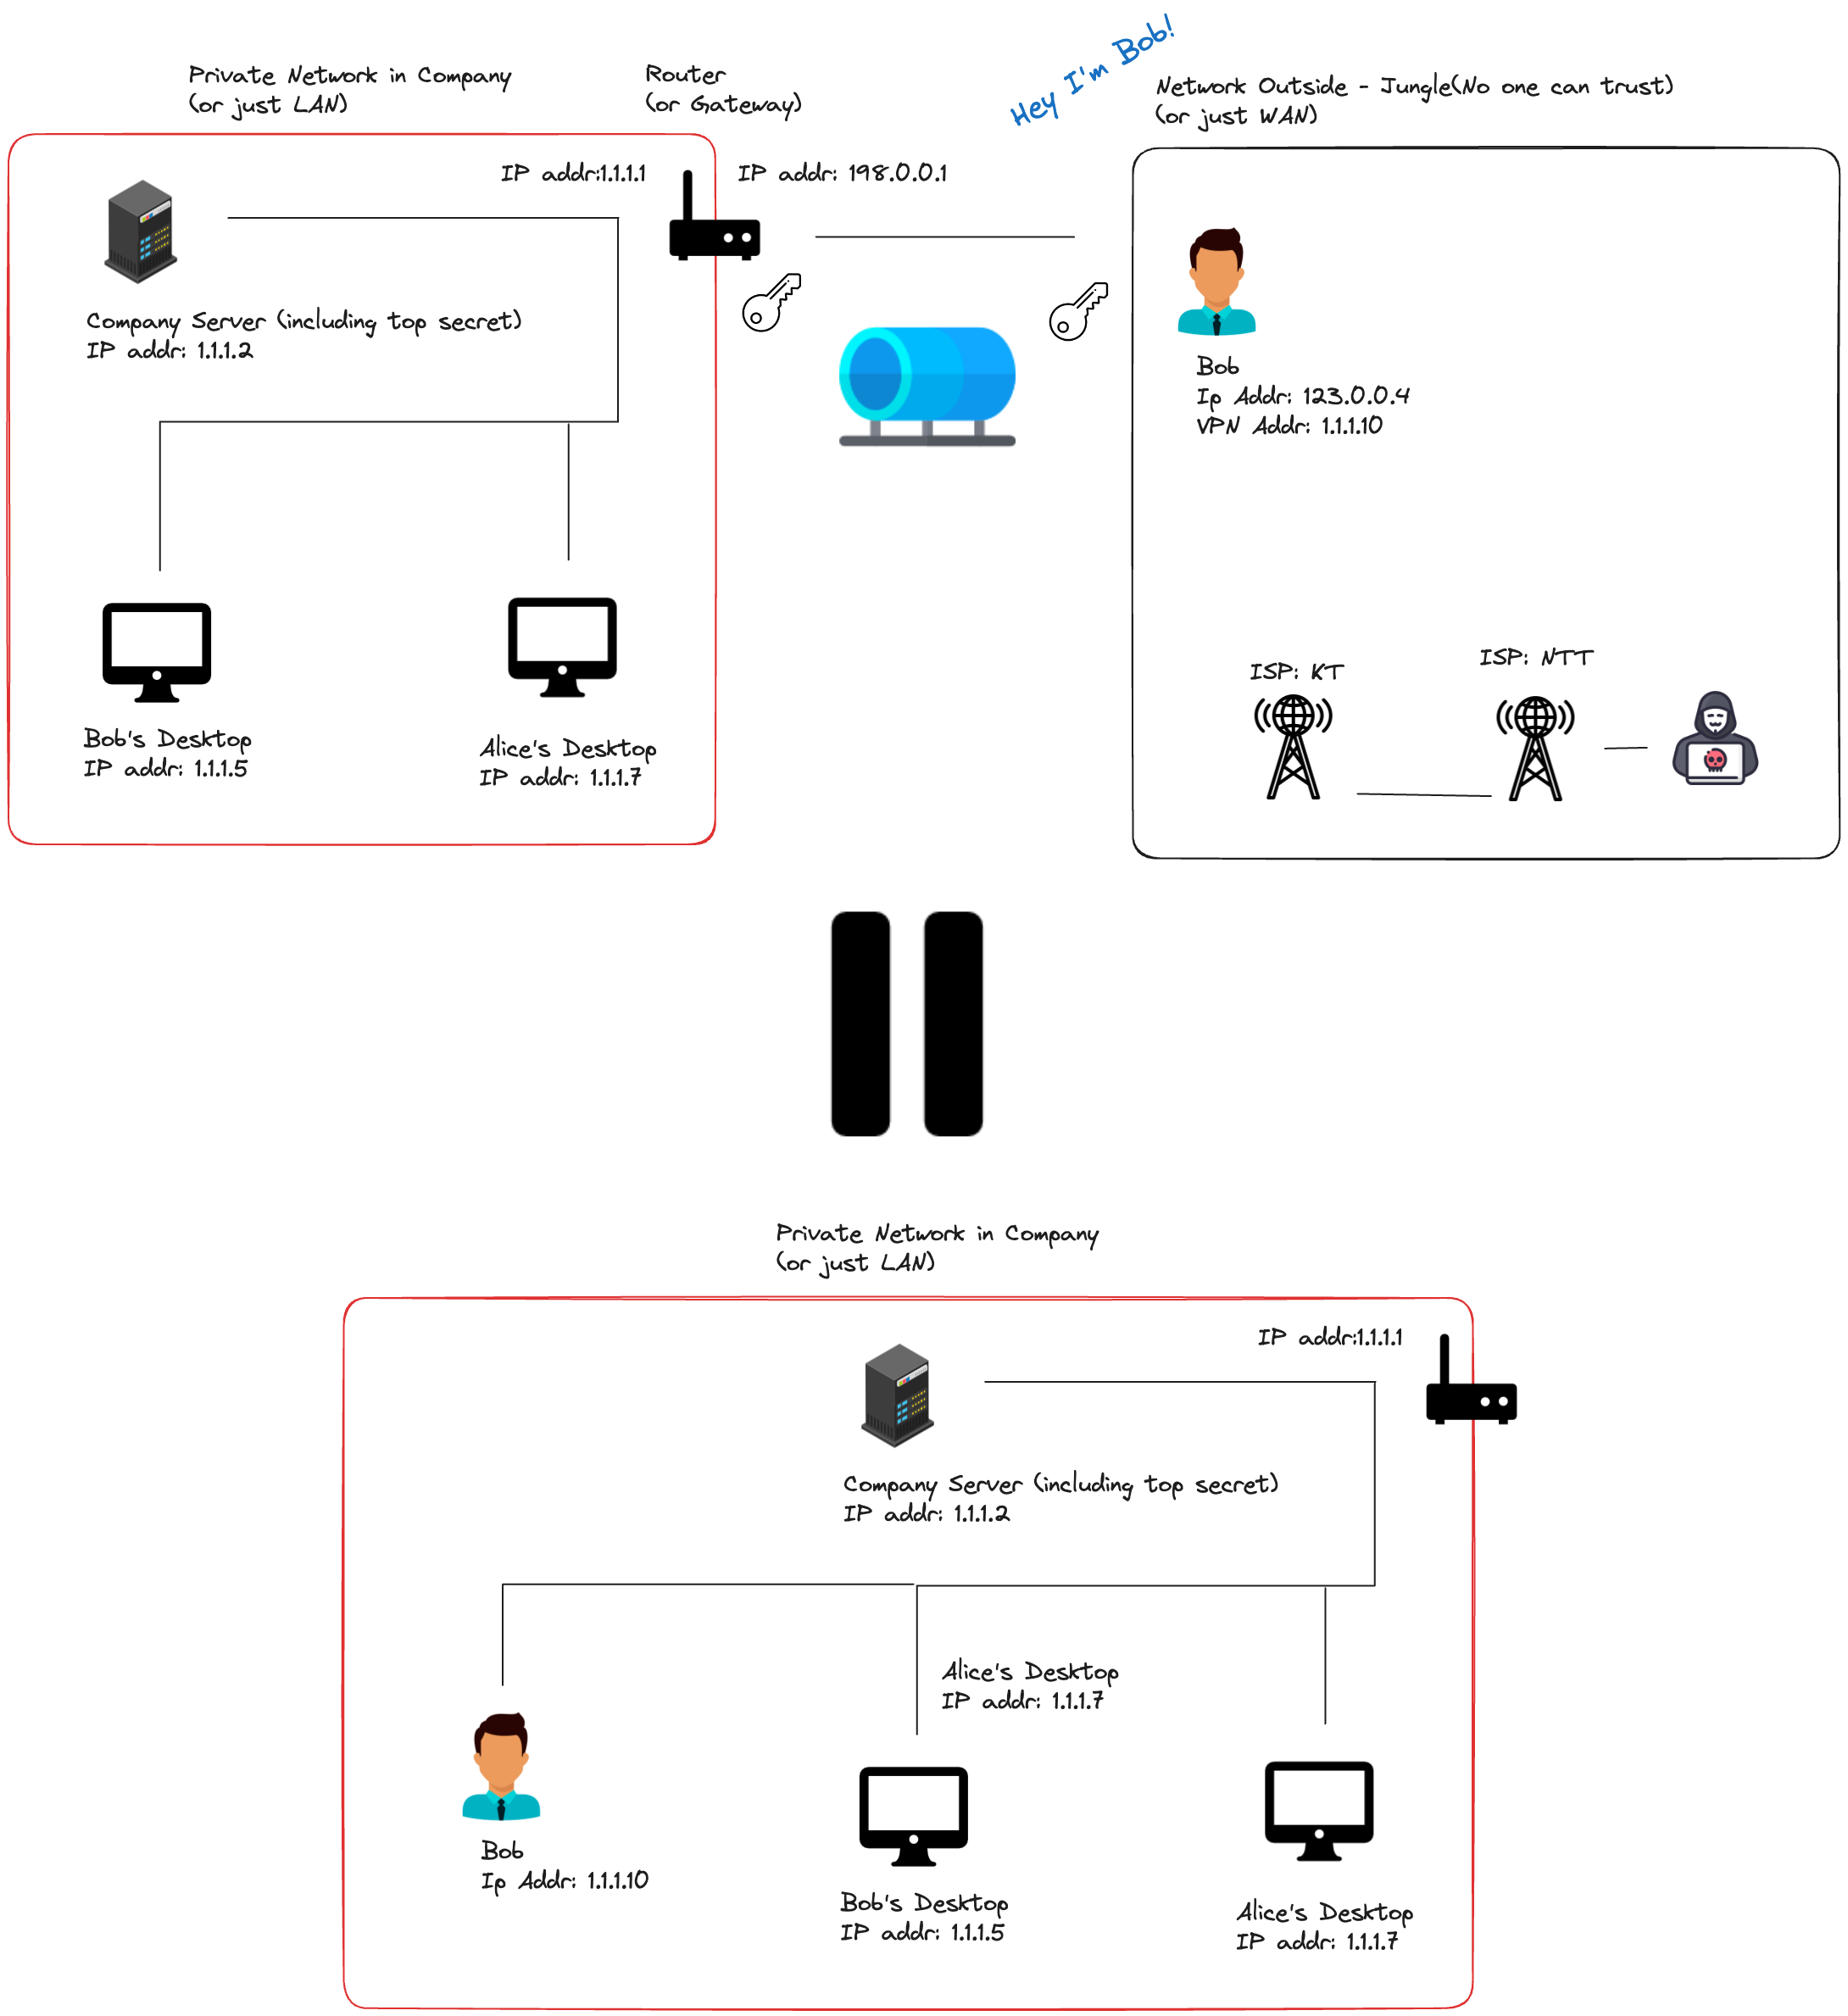 Private Network in Company
(or just LAN)
Router
(or Gateway)
Hey I'm Bob!
Network Outside - Jungle(No one can trust)
(or just WAN)
IP addr:1.1.1.1
IP addr: 198.0.0.1
Company Server (including top secret)
IP addr: 1.1.1.2
Bob
Ip Addr: 123.0.0.4
VPN Addr: 1.1.1.10
ISP: KT
ISP: NTT
Bob's Desktop
IP addr: 1.1.1.5
Alice's Desktop
IP addr: 1.1.1.7
Private Network in Company
(or just LAN)
IP addr:1.1.1.1
Company Server (including top secret)
IP addr: 1.1.1.2
Alice's Desktop
IP addr: 1.1.1.7
Bob
Ip Addr: 1.1.1.10
Bob's Desktop
IP addr: 1.1.1.5
Alice's Desktop
IP addr: 1.1.1.7